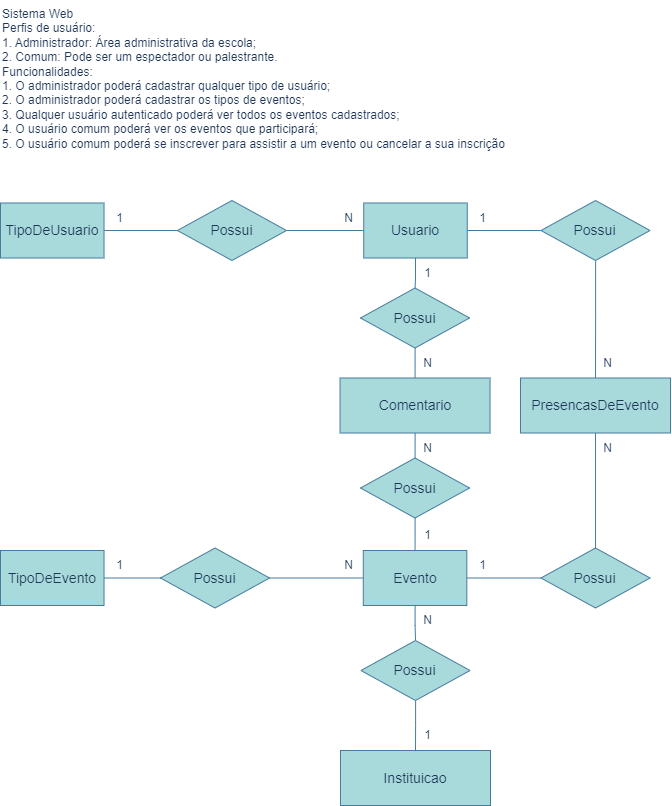 Sistema Web
Perfis de usuário:
1. Administrador: Área administrativa da escola;
2. Comum: Pode ser um espectador ou palestrante.
Funcionalidades:
1. O administrador poderá cadastrar qualquer tipo de usuário;
2. O administrador poderá cadastrar os tipos de eventos;
3. Qualquer usuário autenticado poderá ver todos os eventos cadastrados;
4. O usuário comum poderá ver os eventos que participará;
5. O usuário comum poderá se inscrever para assistir a um evento ou cancelar a sua inscrição
TipoDeUsuario 1 Possui N Usuario 1 Possui
1
Possui
N N
Comentario PresencasDeEvento
N N
Possui
1
TipoDeEvento 1 Possui N Evento 1 Possui
N
Possui
1
Instituicao